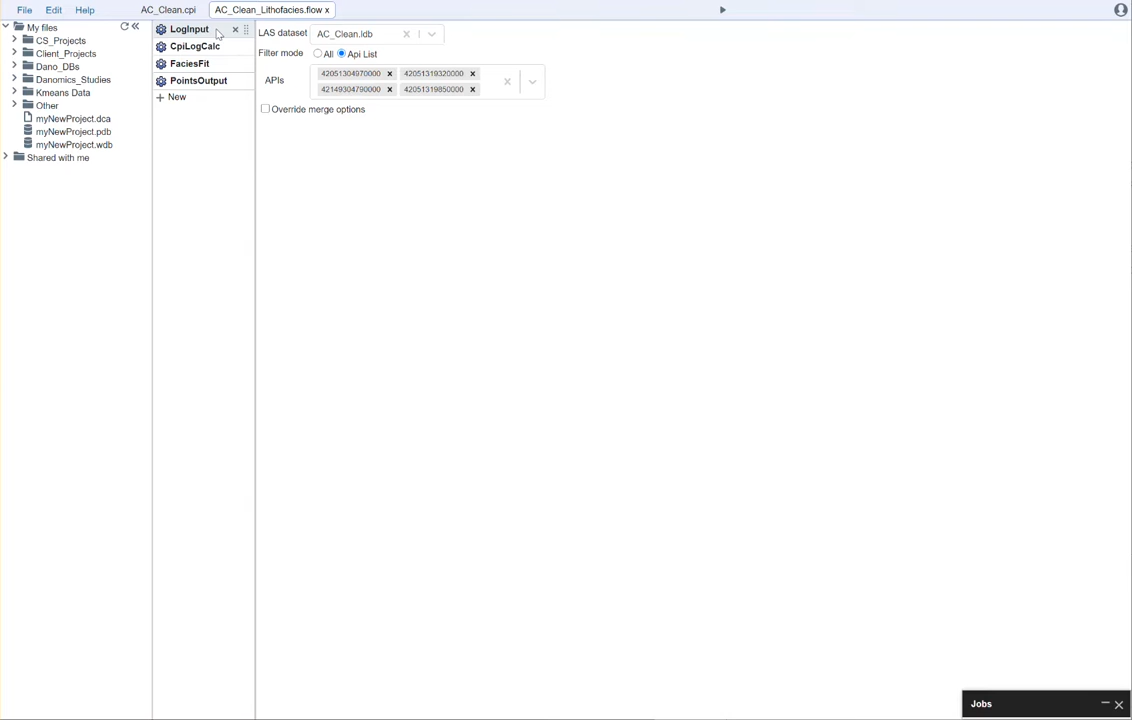 File Edit Help AC_Clean.cpi AC_Clean_Lithofacies.flow x
My files
CS_Projects
Client_Projects
Dano_DBs
Danomics_Studies
Kmeans Data
Other
myNewProject.dca
myNewProject.pdb
myNewProject.wdb
Shared with me
LogInput
CpiLogCalc
FaciesFit
PointsOutput
+ New
LAS dataset AC_Clean.ldb
Filter mode All Api List
APIs
42051304970000 42051319320000
42149304790000 42051319850000
Override merge options
Jobs